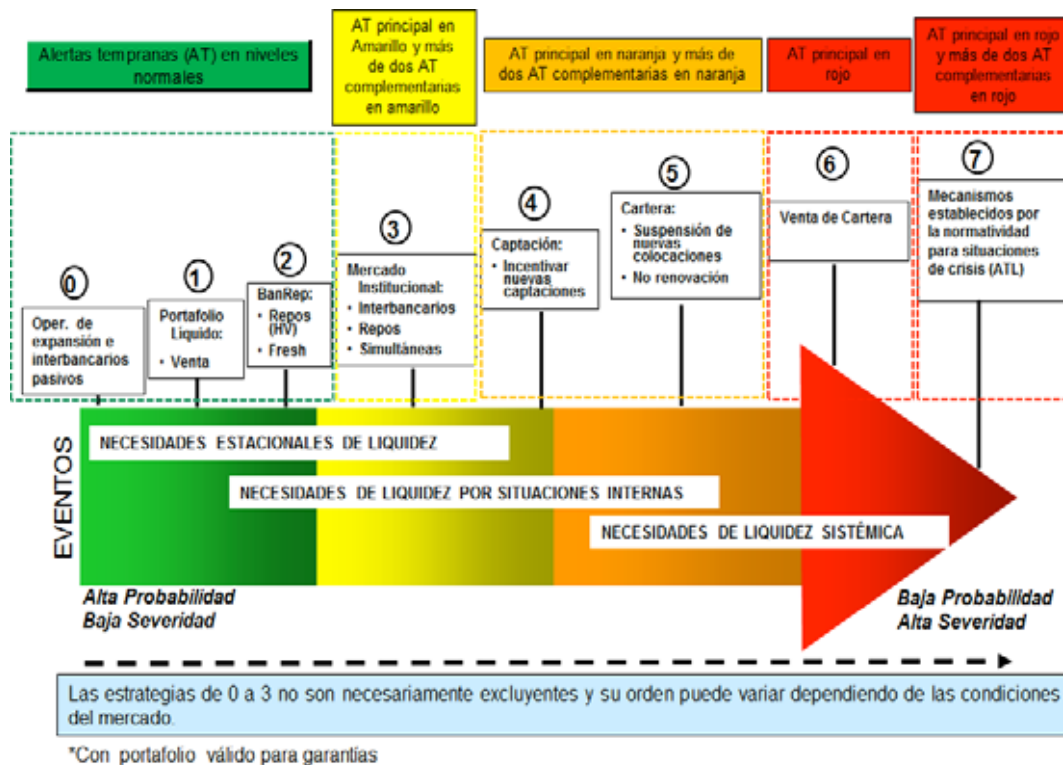 Alertas tempranas (AT) en niveles
normales
AT principal en
Amarillo y más
de dos AT
complementarias
en amarillo
AT principal en naranja y más de
dos AT complementarias en naranja
AT principal en
rojo
AT principal en rojo
y más de dos AT
complementarias
en rojo
0
Oper. de
expansión e
interbancarios
pasivos
1
Portafolio
Liquido:
• Venta
2
BanRep:
• Repos
(HV)
• Fresh
3
Mercado
Institucional:
• Interbancarios
• Repos
• Simultáneas
4
Captación:
• Incentivar
nuevas
captaciones
5
Cartera:
• Suspensión de
nuevas
colocaciones
• No renovación
6
Venta de Cartera
7
Mecanismos
establecidos por
la normatividad
para situaciones
de crisis (ATL)
EVENTOS
NECESIDADES ESTACIONALES DE LIQUIDEZ
NECESIDADES DE LIQUIDEZ POR SITUACIONES INTERNAS
NECESIDADES DE LIQUIDEZ SISTÉMICA
Alta Probabilidad
Baja Severidad
Baja Probabilidad
Alta Severidad
Las estrategias de 0 a 3 no son necesariamente excluyentes y su orden puede variar dependiendo de las condiciones
del mercado.
*Con portafolio válido para garantías